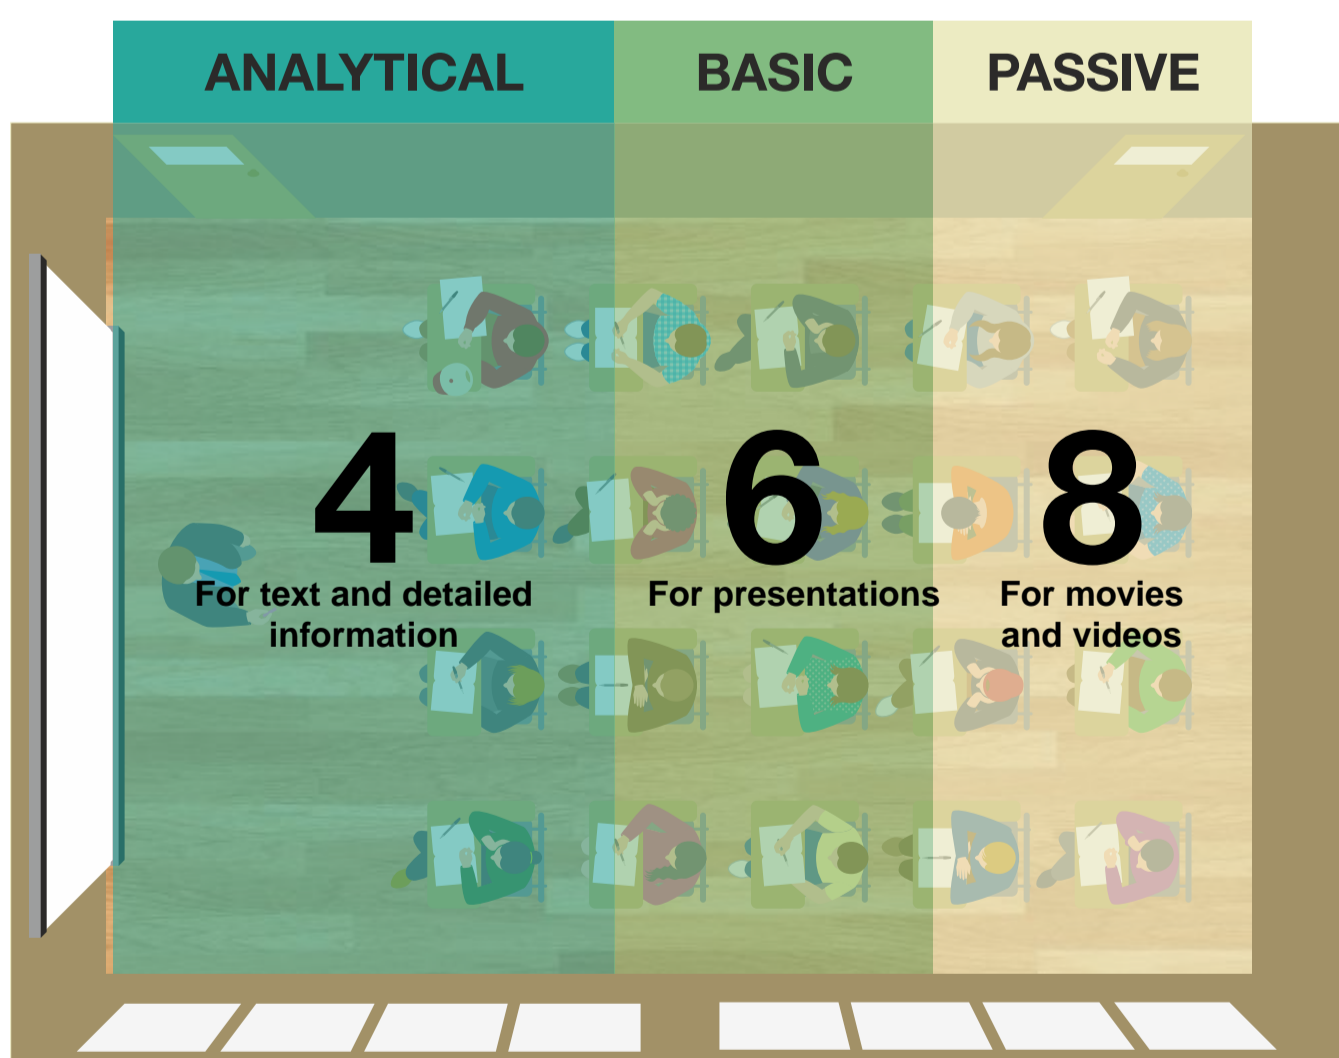 ANALYTICAL
BASIC
PASSIVE
4
For text and detailed
information
6
For presentations
8
For movies
and videos